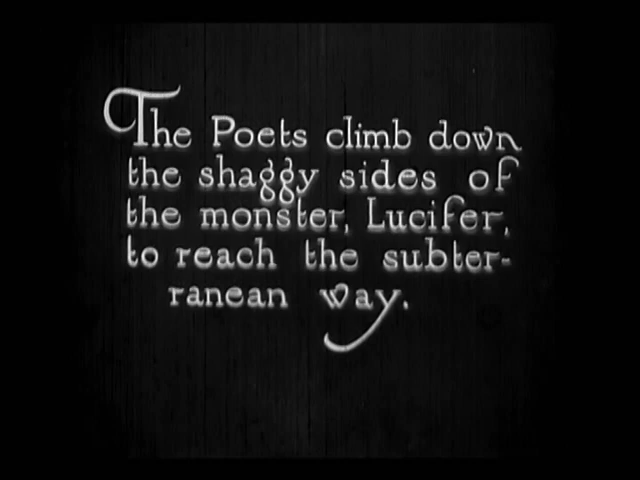 The Poets climb down
the shaggy sides of
the monster, Lucifer,
to reach the subter-
ranean way.